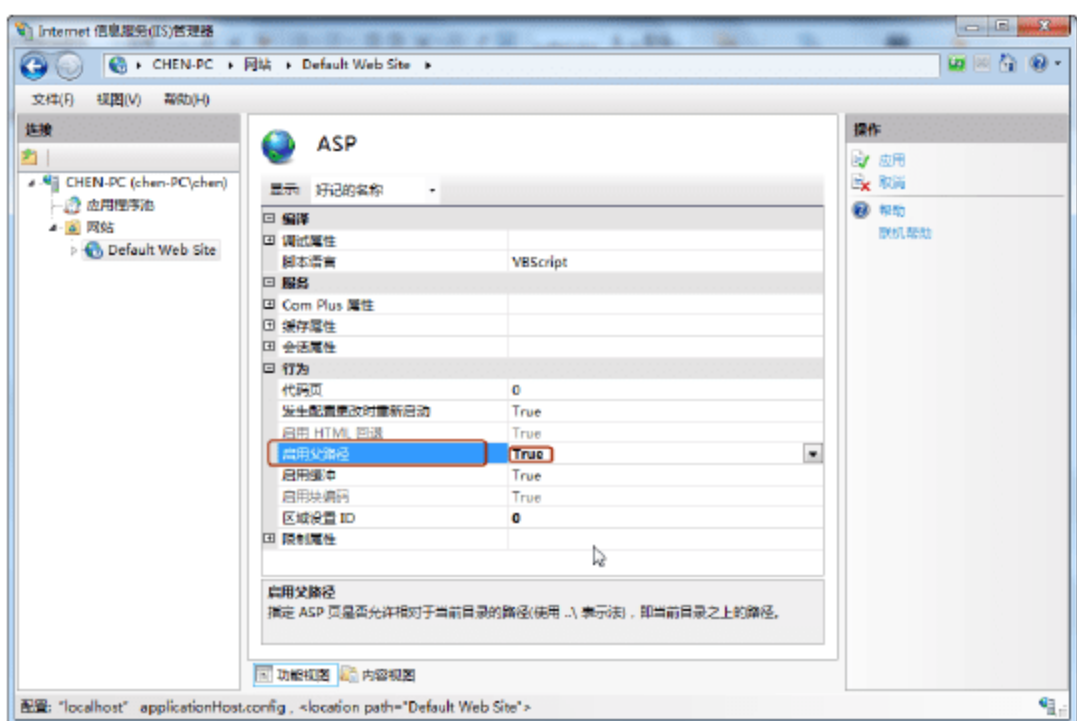 Internet 信息服务(IIS)管理器
CHEN-PC 网站 Default Web Site
文件(F) 视图(V) 帮助(H)
连接
CHEN-PC (chen-PC\chen)
应用程序池
网站
Default Web Site
ASP
显示: 好记的名称
编译
调试属性
脚本语言 VBScript
服务
Com Plus 属性
缓存属性
会话属性
行为
代码页 0
发生配置更改时重新启动 True
启用 HTML 回退 True
启用父路径 True
启用缓冲 True
启用块编码 True
区域设置 ID 0
限制属性
启用父路径
指定 ASP 页是否允许相对于当前目录的路径(使用 ..\ 表示法)，即当前目录之上的路径。
功能视图 内容视图
操作
应用
取消
帮助
联机帮助
配置: "localhost" applicationHost.config , <location path="Default Web Site">